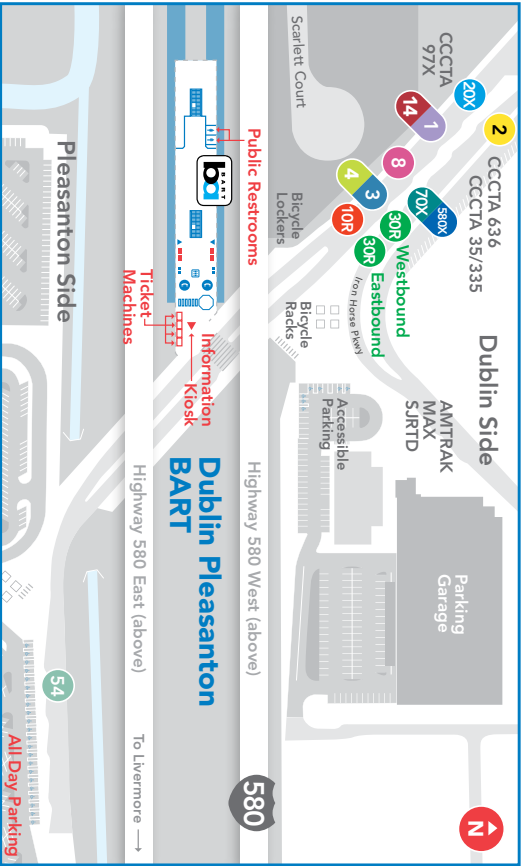 CCCTA
97X
20X
2
CCCTA 636
CCCTA 35/335
14
1
8
4
3
10R
70X
580X
30R
Westbound
30R
Eastbound
Scarlett Court
Bicycle
Lockers
Bicycle
Racks
Iron Horse Pkwy
Dublin Side
AMTRAK
MAX
SJRTD
Accessible
Parking
Parking
Garage
N
Public Restrooms
BART
ba
Ticket
Machines
Information
Kiosk
Dublin Pleasanton
BART
Highway 580 West (above)
Highway 580 East (above)
580
To Livermore
Pleasanton Side
54
All-Day Parking